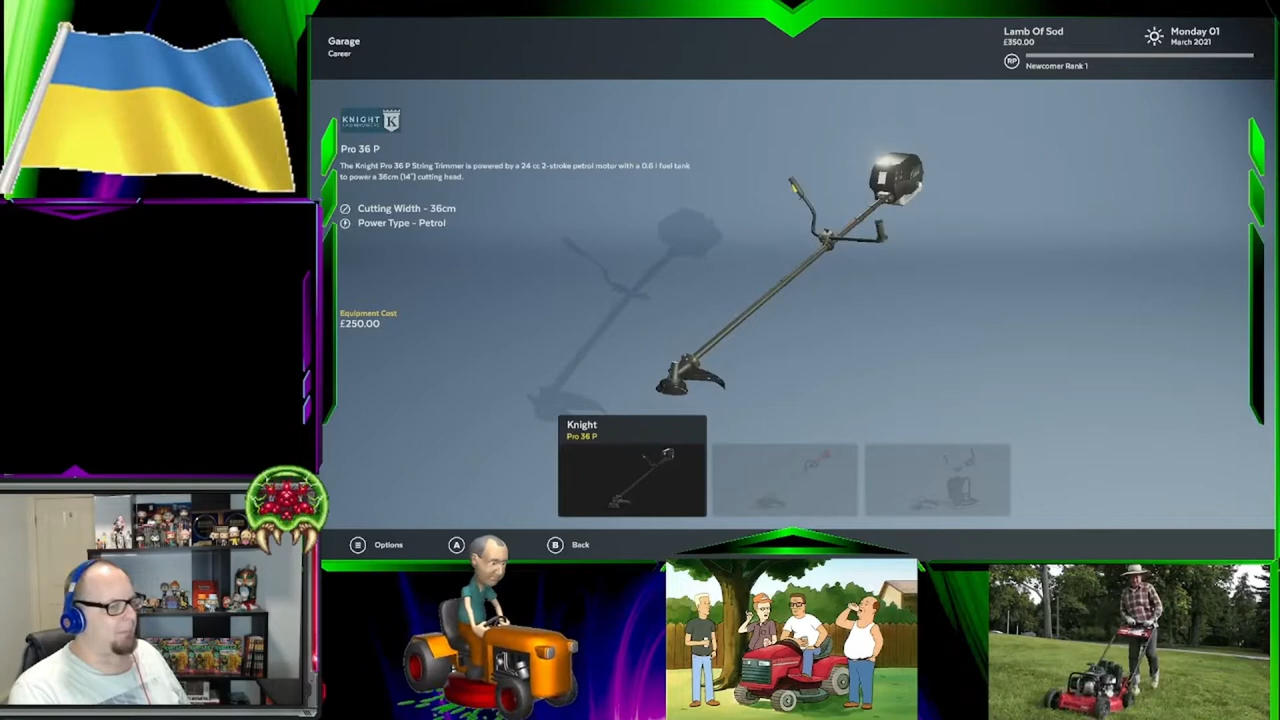 Garage
Career
Lamb Of Sod
£350.00
Monday 01
March 2021
RP
Newcomer Rank 1
KNIGHT K
Pro 36 P
The Knight Pro 36 P String Trimmer is powered by a 24 cc 2-stroke petrol motor with a 0.6 l fuel tank
to power a 36cm (14") cutting head.
Cutting Width - 36cm
Power Type - Petrol
Equipment Cost
£250.00
Knight
Pro 36 P
Options
A
B Back